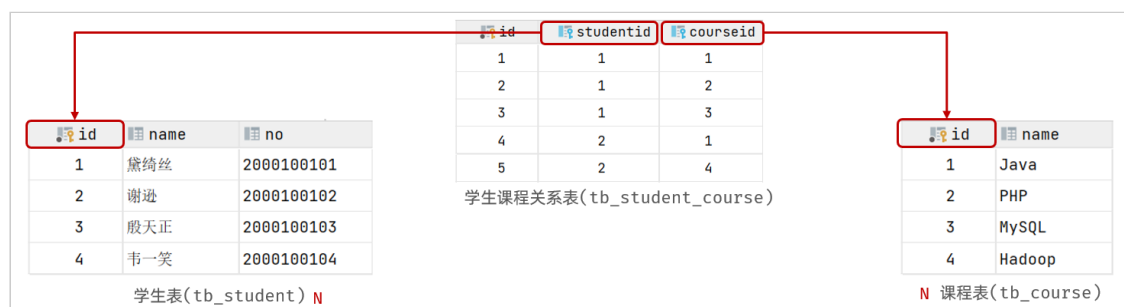 id studentid courseid
1 1 1
2 1 2
3 1 3
4 2 1
5 2 4
学生课程关系表(tb_student_course)
id name no
1 黛绮丝 2000100101
2 谢逊 2000100102
3 殷天正 2000100103
4 韦一笑 2000100104
学生表(tb_student) N
id name
1 Java
2 PHP
3 MySQL
4 Hadoop
N 课程表(tb_course)